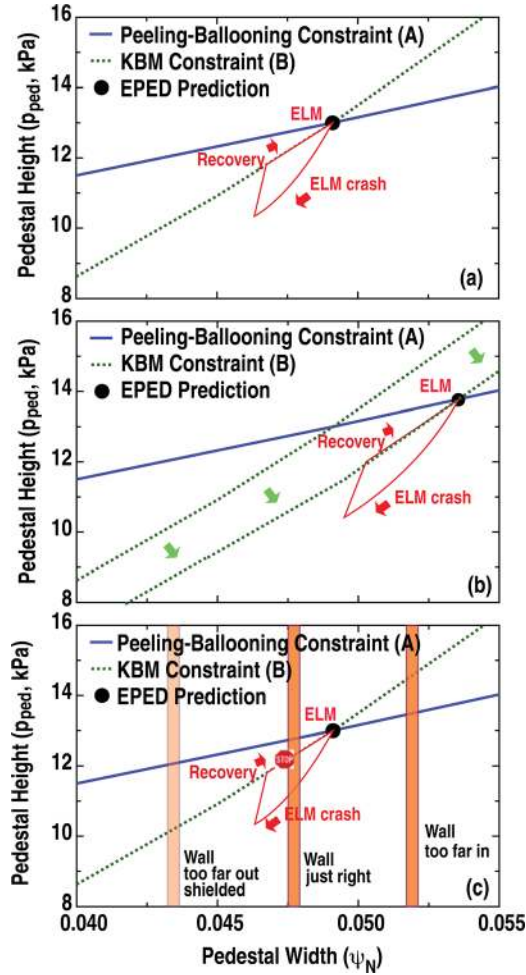 16
14
12
10
8
Pedestal Height (pped, kPa)
Peeling-Ballooning Constraint (A)
KBM Constraint (B)
EPED Prediction
ELM
Recovery
ELM crash
(a)
16
14
12
10
8
Pedestal Height (pped, kPa)
Peeling-Ballooning Constraint (A)
KBM Constraint (B)
EPED Prediction
ELM
Recovery
ELM crash
(b)
16
14
12
10
8
Pedestal Height (pped, kPa)
Peeling-Ballooning Constraint (A)
KBM Constraint (B)
EPED Prediction
ELM
STOP
Recovery
ELM crash
Wall
too far out
shielded
Wall
just right
Wall
too far in
(c)
0.040
0.045
0.050
0.055
Pedestal Width (ψN)